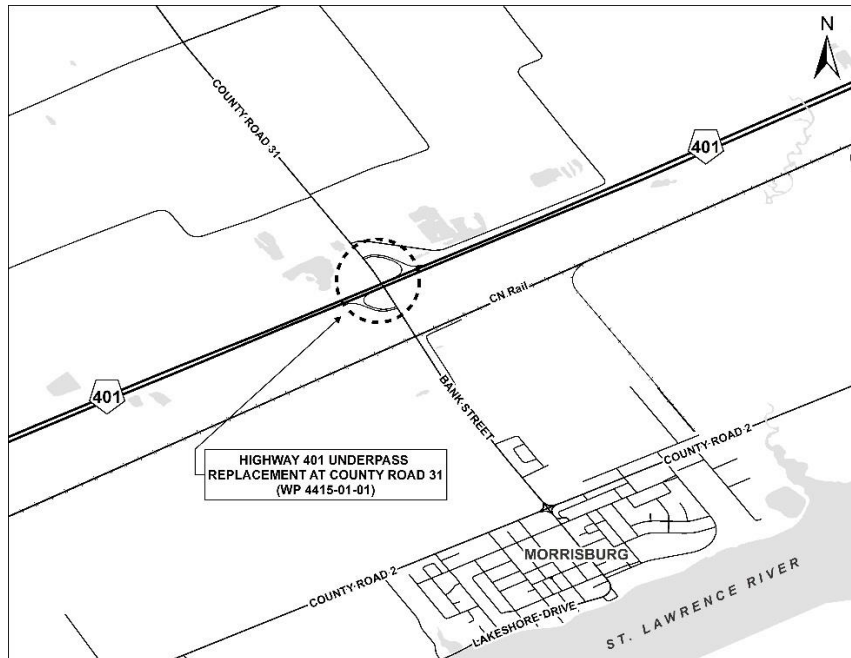 N
COUNTY ROAD 31
401
CN Rail
401
BANK STREET
HIGHWAY 401 UNDERPASS
REPLACEMENT AT COUNTY ROAD 31
(WP 4415-01-01)
COUNTY ROAD 2
MORRISBURG
COUNTY ROAD 2
LAKESHORE DRIVE
ST. LAWRENCE RIVER